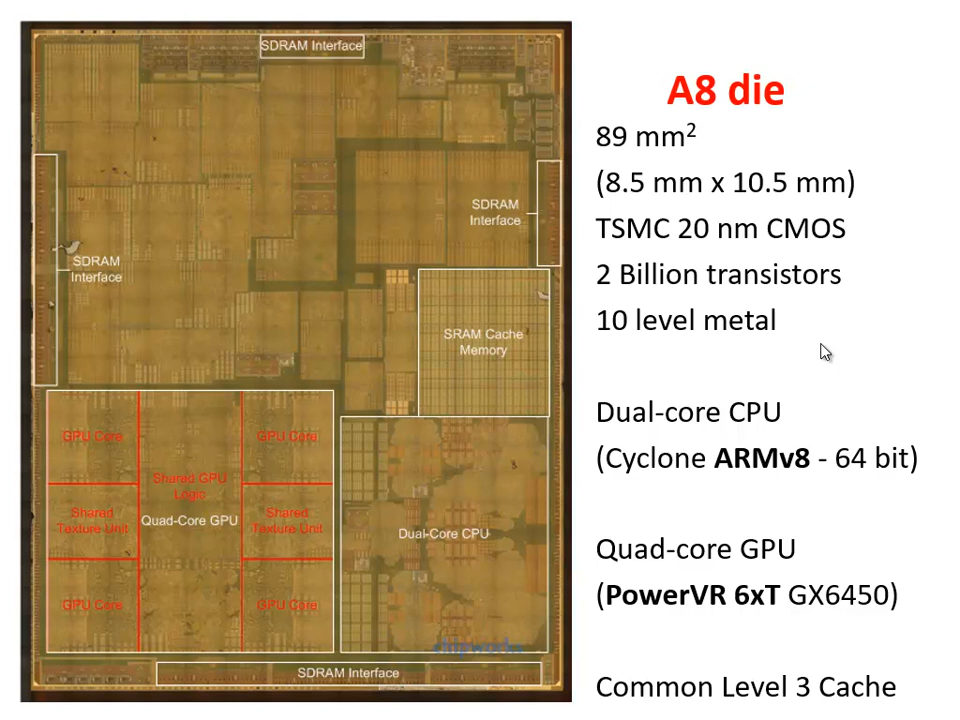 SDRAM Interface
A8 die
89 mm²
(8.5 mm x 10.5 mm)
TSMC 20 nm CMOS
2 Billion transistors
10 level metal
Dual-core CPU
(Cyclone ARMv8 - 64 bit)
Quad-core GPU
(PowerVR 6xT GX6450)
Common Level 3 Cache
SDRAM
Interface
SDRAM
Interface
SRAM Cache
Memory
GPU Core
GPU Core
Shared GPU
Logic
Shared
Texture Unit
Quad-Core GPU
Shared
Texture Unit
Dual-Core CPU
GPU Core
GPU Core
chipworks
SDRAM Interface